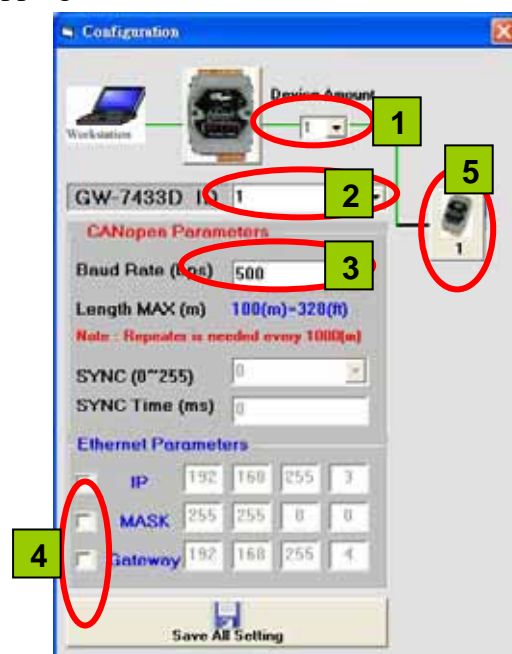 Configuration
Device Amount
Workstation
1
1
GW-7433D ID 1
2
5
1
CANopen Parameters
Baud Rate (bps) 500
3
Length MAX (m) 100(m)~328(ft)
Note : Repeater is needed every 1000(m)
SYNC (0~255) 0
SYNC Time (ms) 0
Ethernet Parameters
IP 192 168 255 3
MASK 255 255 0 0
4
Gateway 192 168 255 4
Save All Setting